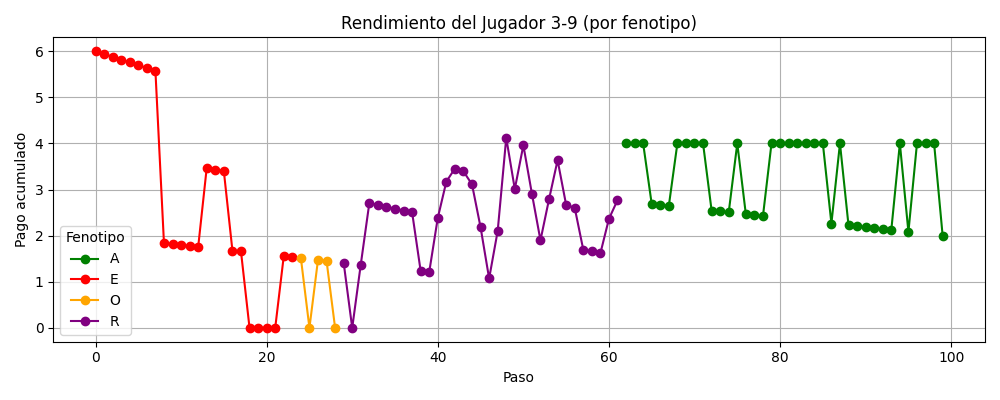 Rendimiento del Jugador 3-9 (por fenotipo)
Pago acumulado
6
5
4
3
2
1
0
Fenotipo
A
E
O
R
0 20 40 60 80 100
Paso